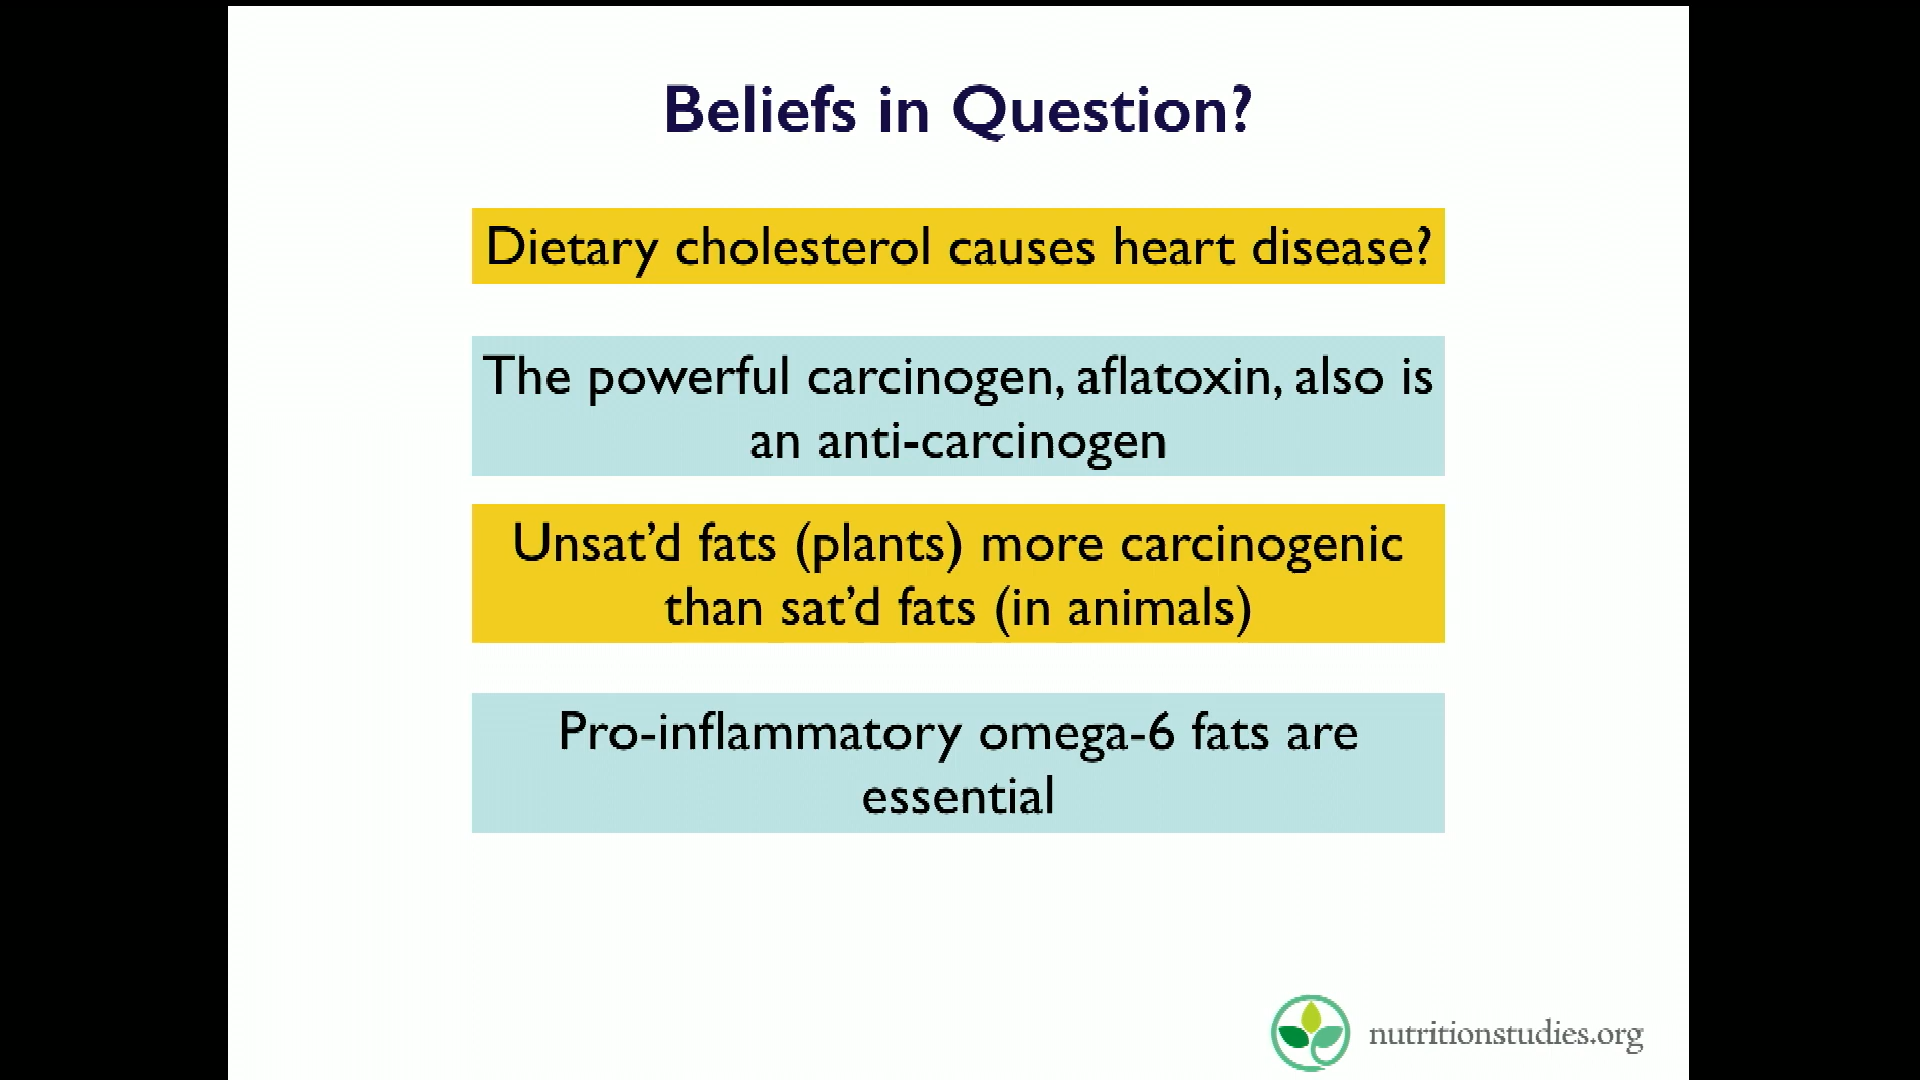 Beliefs in Question?
Dietary cholesterol causes heart disease?
The powerful carcinogen, aflatoxin, also is
an anti-carcinogen
Unsat’d fats (plants) more carcinogenic
than sat’d fats (in animals)
Pro-inflammatory omega-6 fats are
essential
nutritionstudies.org